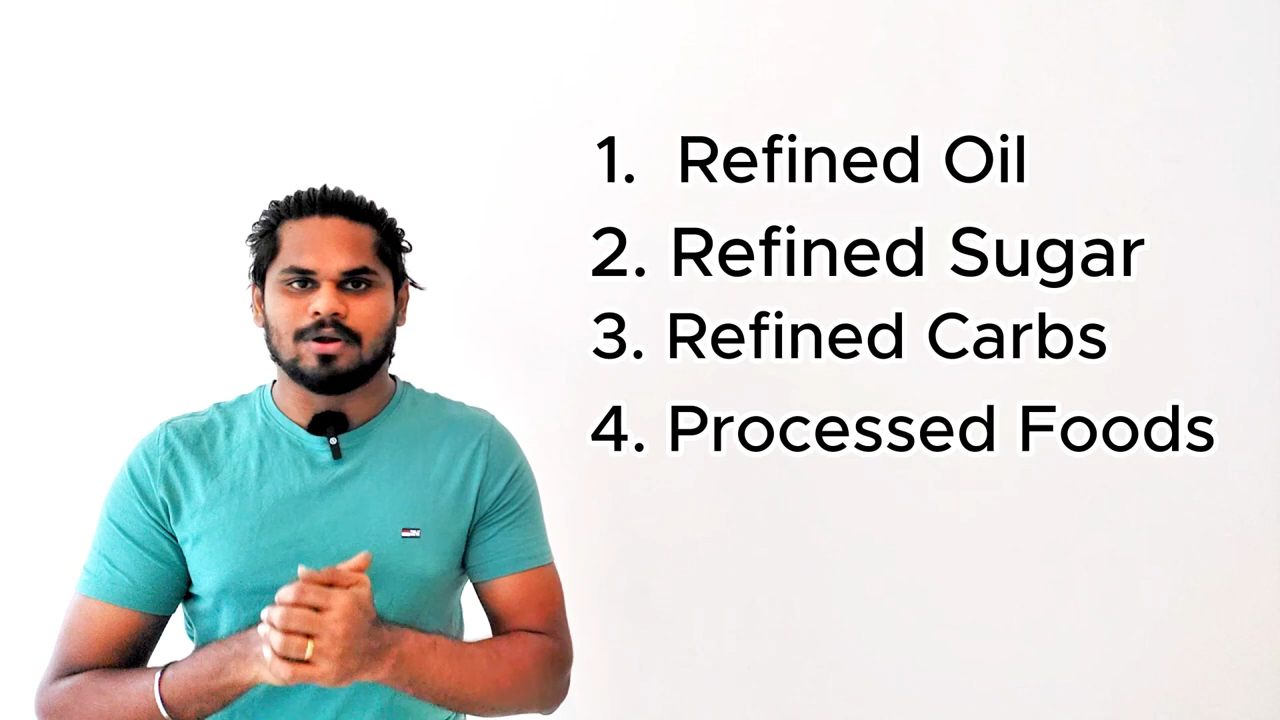 1. Refined Oil
2. Refined Sugar
3. Refined Carbs
4. Processed Foods